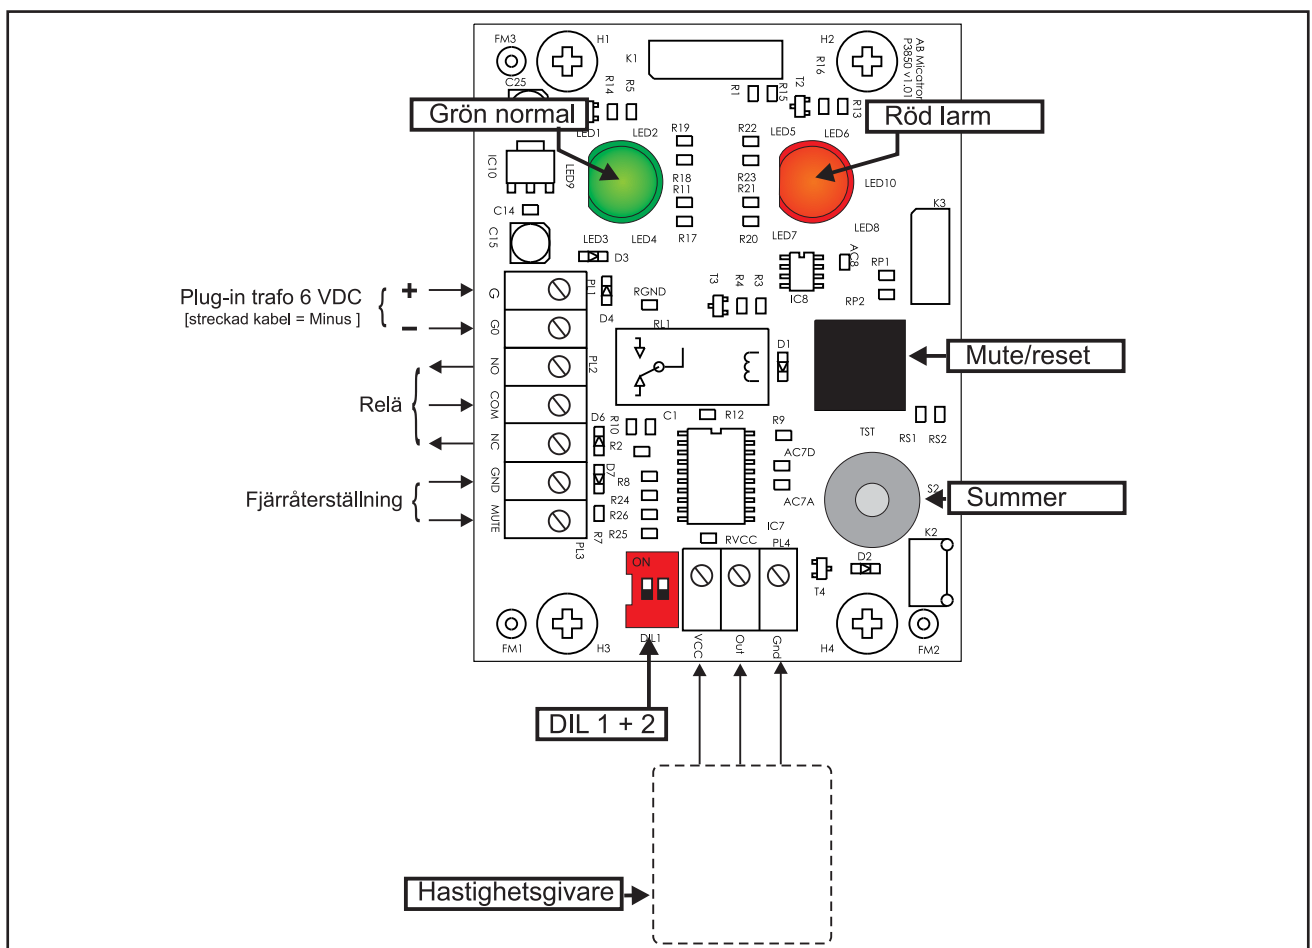 FM3
H1
K1
H2
R16
AB Micatron
P3850 v1.01
C25
R14
R5
R1
R15
T2
R13
Grön normal
Röd larm
LED1
LED2
R19
R22
LED5
LED6
IC10
LED9
R18
R11
R23
R21
LED10
C14
K3
C15
LED3
LED4
R17
R20
LED7
LED8
D3
AC8
RP1
IC8
RP2
Plug-in trafo 6 VDC
[streckad kabel = Minus ]
+
–
G
G0
PL1
D4
RGND
T3
R4
R3
RL1
D1
Mute/reset
Relä
NO
COM
NC
PL2
D6
R10
C1
R12
R9
TST
RS1
RS2
R2
AC7D
Fjärråterställning
GND
MUTE
D7
R8
R24
R26
R25
R7
AC7A
S2
Summer
IC7
PL3
RVCC
PL4
K2
ON
D2
T4
FM1
H3
DIL1
VCC
Out
Gnd
H4
FM2
DIL 1 + 2
Hastighetsgivare